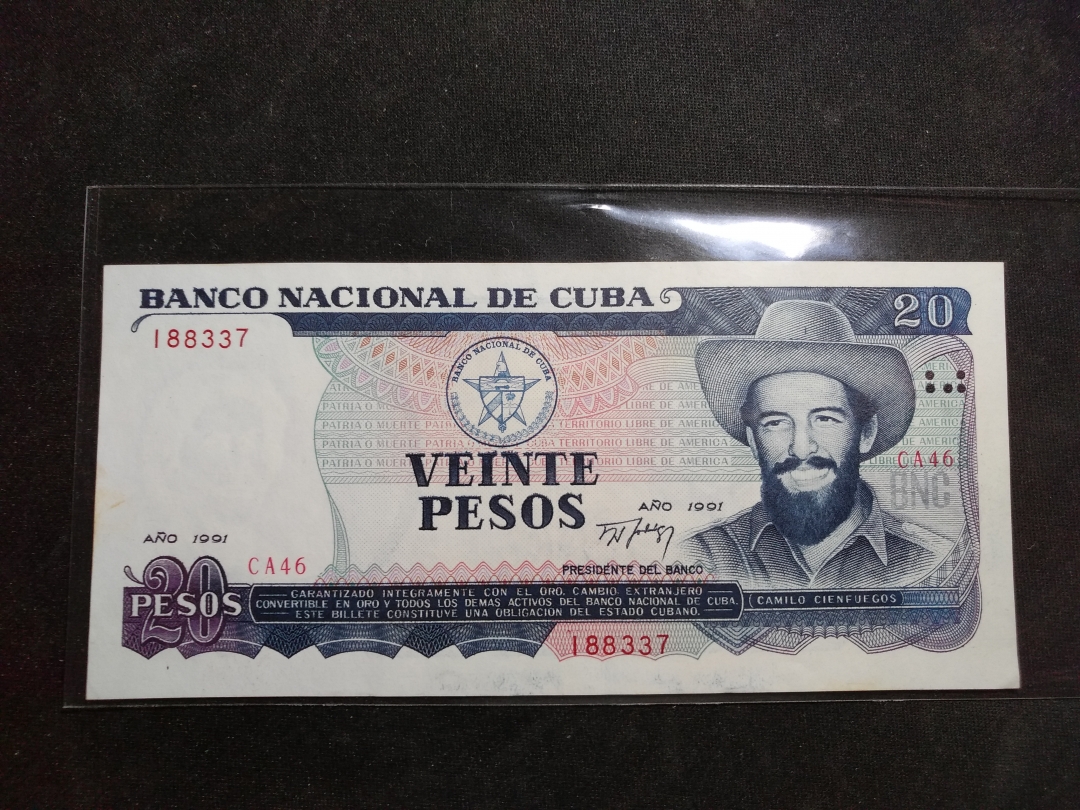 BANCO NACIONAL DE CUBA
20
188337
BANCO NACIONAL DE CUBA
PATRIA O MUERTE
CUBA TERRITORIO LIBRE DE AMERICA
VEINTE
PESOS
CA46
BNC
AÑO 1991
AÑO 1991
CA46
PRESIDENTE DEL BANCO
20
PESOS
GARANTIZADO INTEGRAMENTE CON EL ORO, CAMBIO EXTRANJERO
CONVERTIBLE EN ORO Y TODOS LOS DEMAS ACTIVOS DEL BANCO NACIONAL DE CUBA.
ESTE BILLETE CONSTITUYE UNA OBLIGACION DEL ESTADO CUBANO.
CAMILO CIENFUEGOS
188337